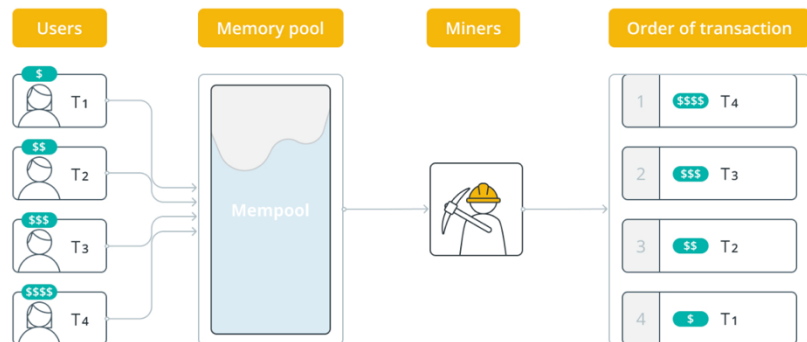 Users
Memory pool
Miners
Order of transaction
$
T1
$$
T2
$$$
T3
$$$$
T4
Mempool
1 $$$$ T4
2 $$$ T3
3 $$ T2
4 $ T1